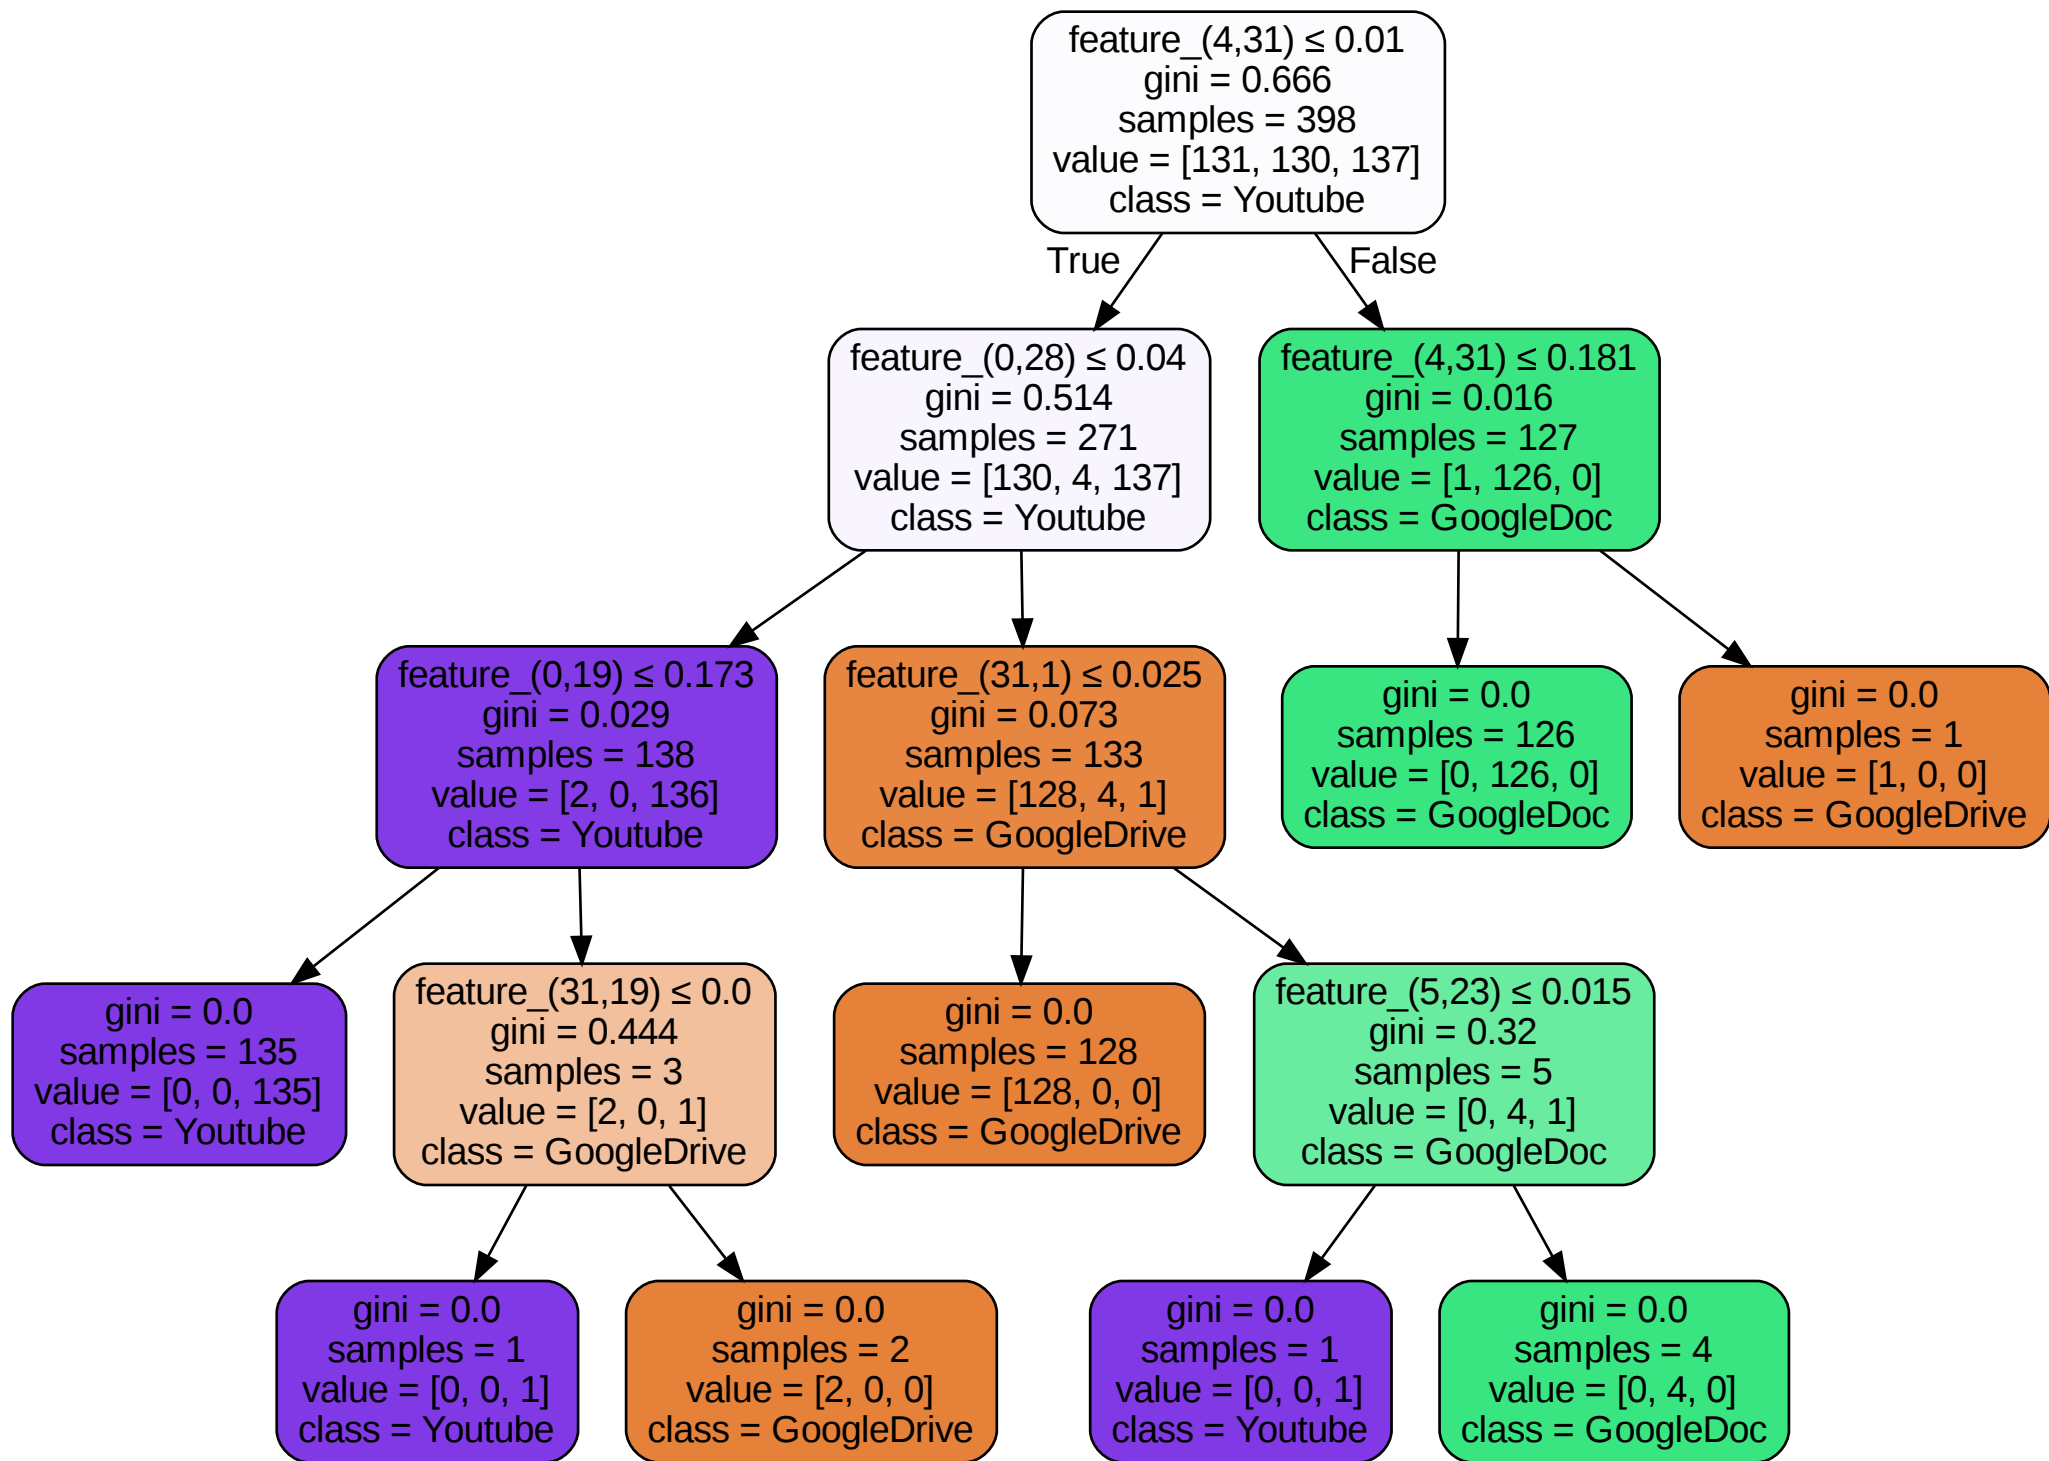 feature_(4,31) ≤ 0.01
gini = 0.666
samples = 398
value = [131, 130, 137]
class = Youtube
True
False
feature_(0,28) ≤ 0.04
gini = 0.514
samples = 271
value = [130, 4, 137]
class = Youtube
feature_(4,31) ≤ 0.181
gini = 0.016
samples = 127
value = [1, 126, 0]
class = GoogleDoc
feature_(0,19) ≤ 0.173
gini = 0.029
samples = 138
value = [2, 0, 136]
class = Youtube
feature_(31,1) ≤ 0.025
gini = 0.073
samples = 133
value = [128, 4, 1]
class = GoogleDrive
gini = 0.0
samples = 126
value = [0, 126, 0]
class = GoogleDoc
gini = 0.0
samples = 1
value = [1, 0, 0]
class = GoogleDrive
gini = 0.0
samples = 135
value = [0, 0, 135]
class = Youtube
feature_(31,19) ≤ 0.0
gini = 0.444
samples = 3
value = [2, 0, 1]
class = GoogleDrive
gini = 0.0
samples = 128
value = [128, 0, 0]
class = GoogleDrive
feature_(5,23) ≤ 0.015
gini = 0.32
samples = 5
value = [0, 4, 1]
class = GoogleDoc
gini = 0.0
samples = 1
value = [0, 0, 1]
class = Youtube
gini = 0.0
samples = 2
value = [2, 0, 0]
class = GoogleDrive
gini = 0.0
samples = 1
value = [0, 0, 1]
class = Youtube
gini = 0.0
samples = 4
value = [0, 4, 0]
class = GoogleDoc